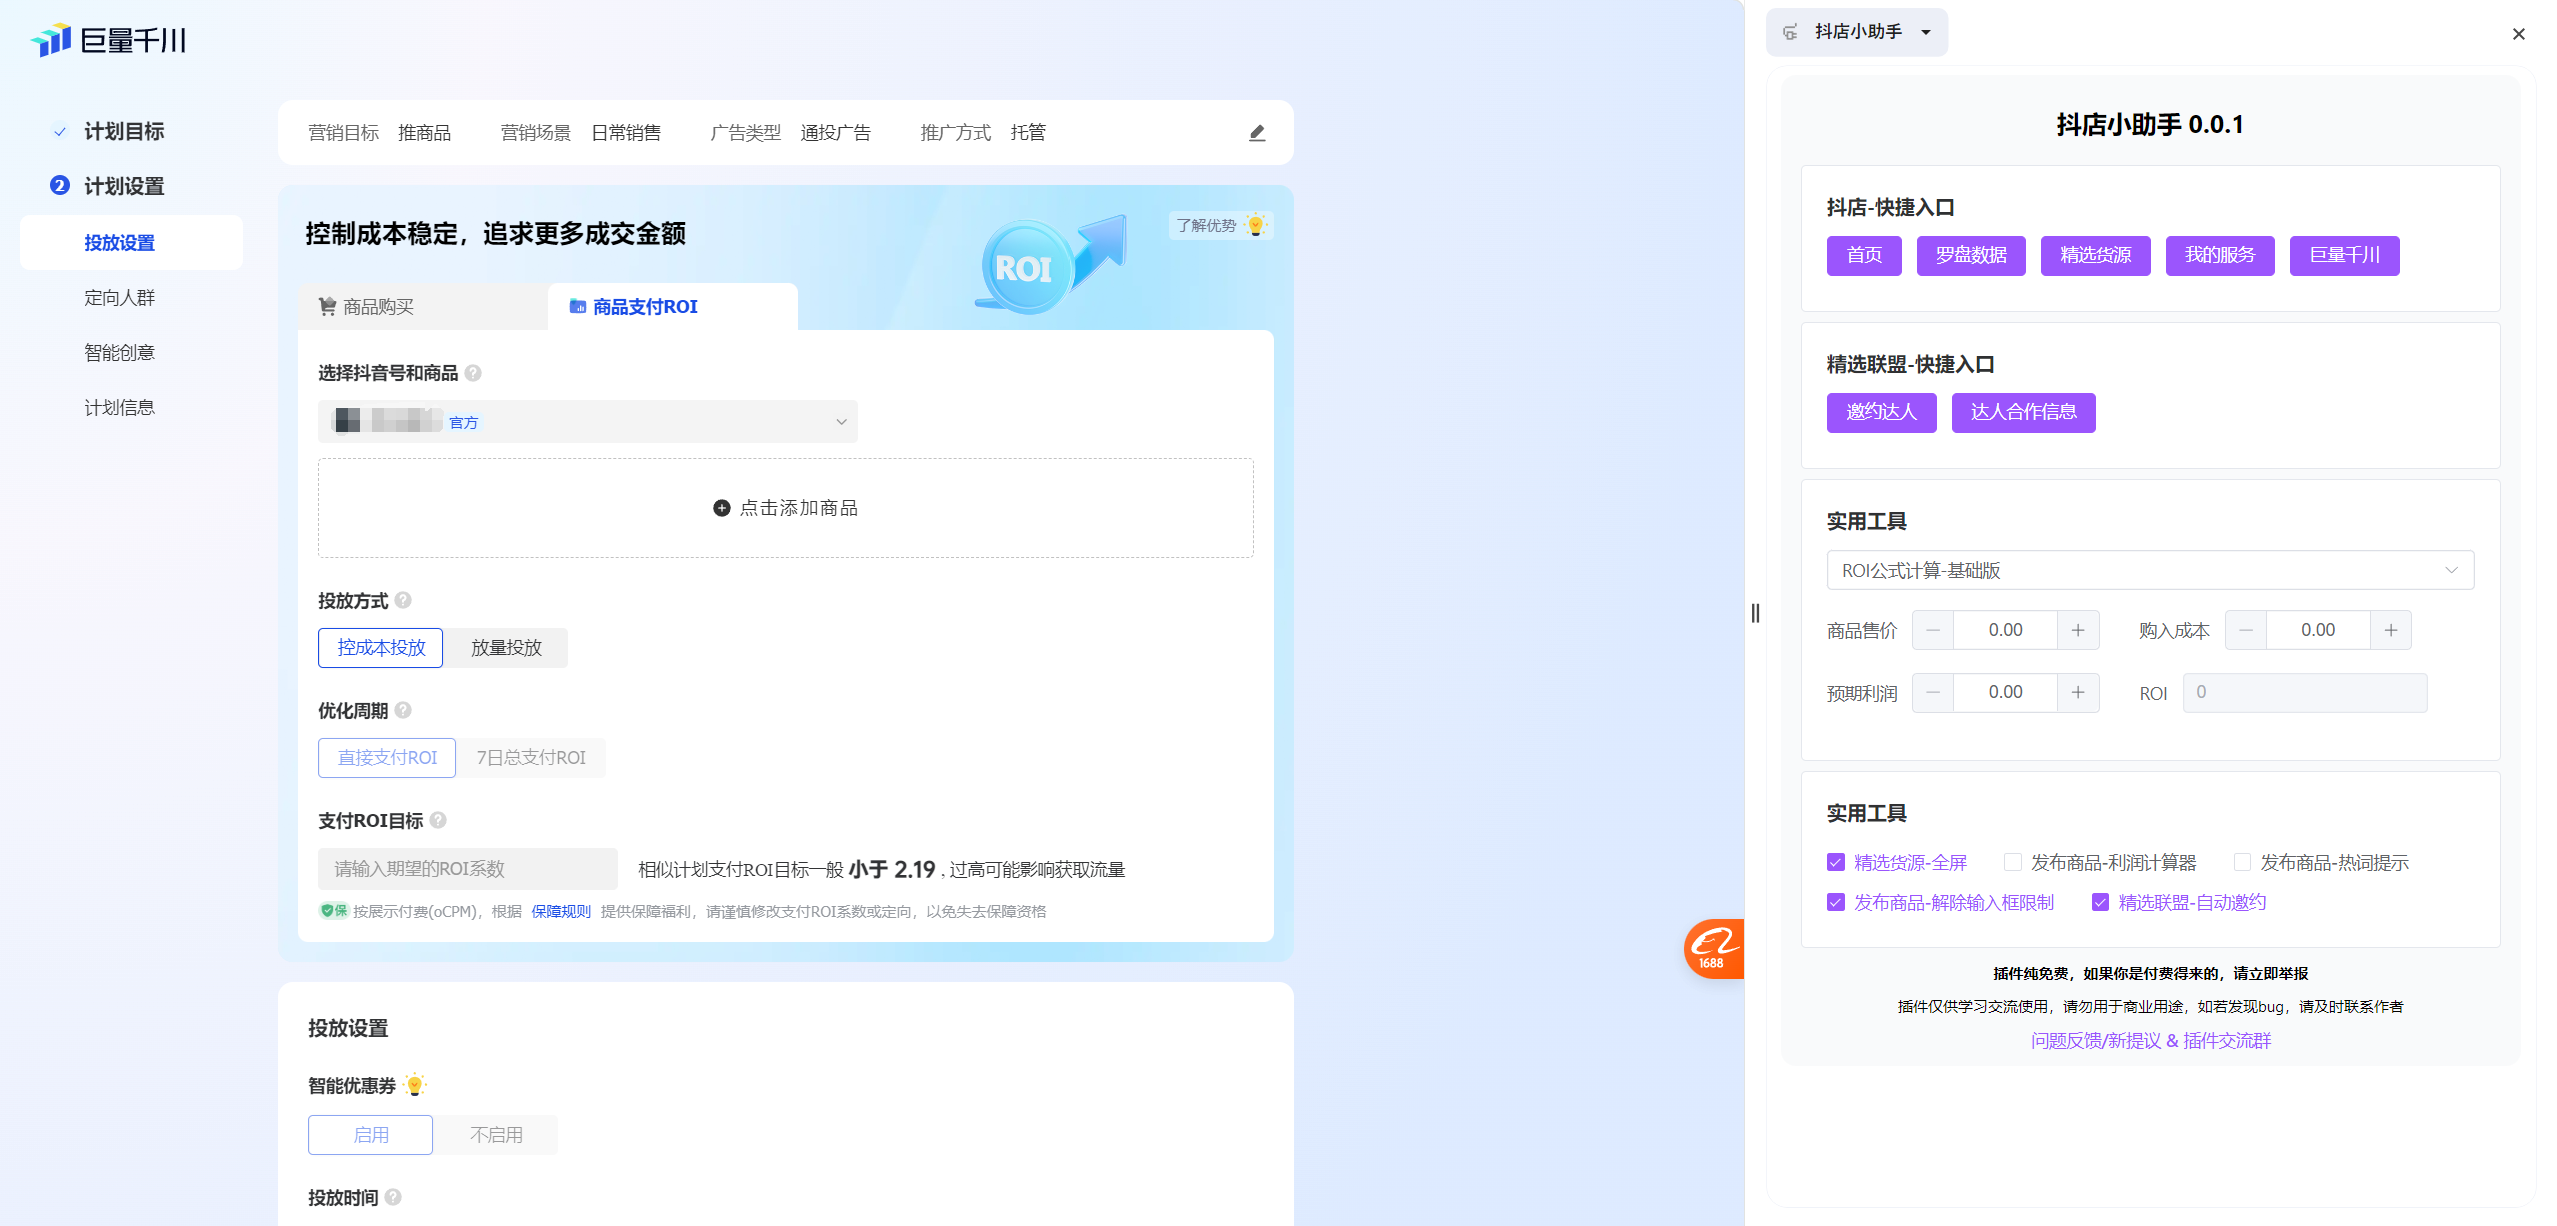 巨量千川
计划目标
2 计划设置
投放设置
定向人群
智能创意
计划信息
营销目标 推商品 营销场景 日常销售 广告类型 通投广告 推广方式 托管
控制成本稳定，追求更多成交金额
ROI
了解优势
商品购买 商品支付ROI
选择抖音号和商品
官方
点击添加商品
投放方式
控成本投放 放量投放
优化周期
直接支付ROI 7日总支付ROI
支付ROI目标
请输入期望的ROI系数 相似计划支付ROI目标一般 小于 2.19 , 过高可能影响获取流量
保 按展示付费(oCPM)，根据 保障规则 提供保障福利，请谨慎修改支付ROI系数或定向，以免失去保障资格
投放设置
智能优惠券
启用 不启用
投放时间
1688
抖店小助手
抖店小助手 0.0.1
抖店-快捷入口
首页 罗盘数据 精选货源 我的服务 巨量千川
精选联盟-快捷入口
邀约达人 达人合作信息
实用工具
ROI公式计算-基础版
商品售价 0.00 购入成本 0.00
预期利润 0.00 ROI 0
实用工具
精选货源-全屏 发布商品-利润计算器 发布商品-热词提示
发布商品-解除输入框限制 精选联盟-自动邀约
插件纯免费，如果你是付费得来的，请立即举报
插件仅供学习交流使用，请勿用于商业用途，如若发现bug，请及时联系作者
问题反馈/新提议 & 插件交流群